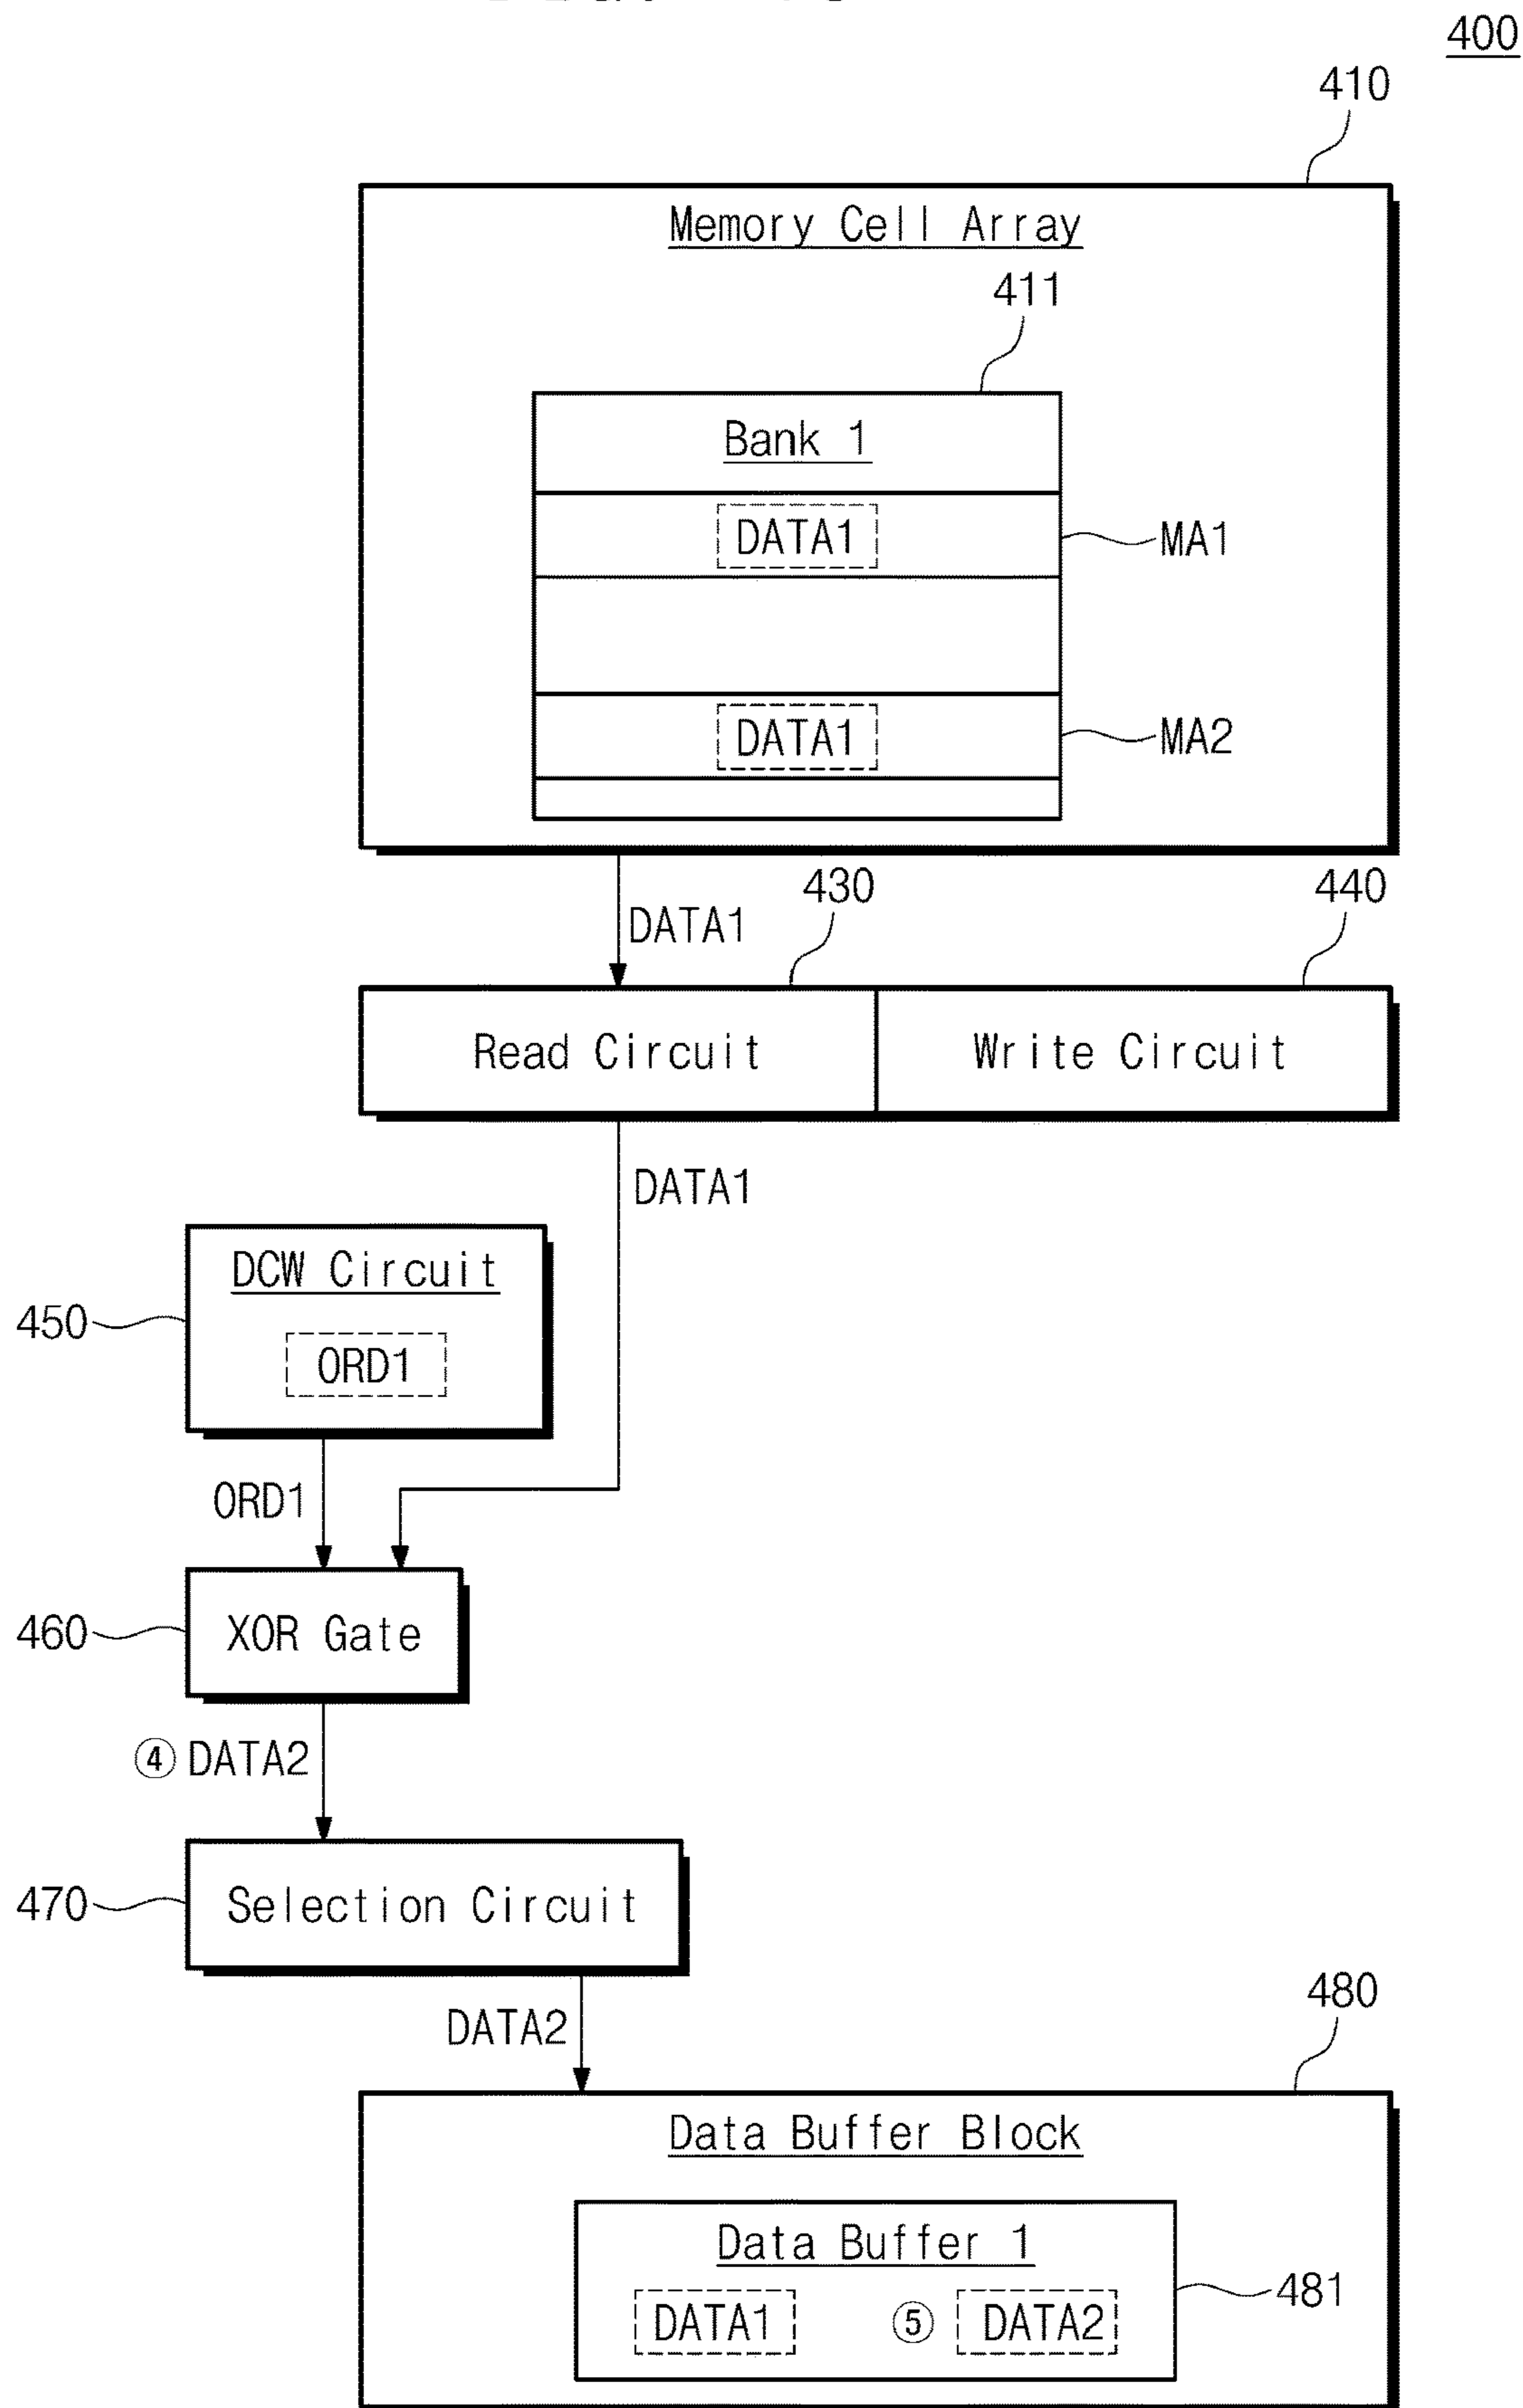 400
410
Memory Cell Array
411
Bank 1
DATA1
MA1
DATA1
MA2
DATA1
430
440
Read Circuit
Write Circuit
DATA1
DCW Circuit
450
ORD1
ORD1
460
XOR Gate
④ DATA2
470
Selection Circuit
DATA2
480
Data Buffer Block
Data Buffer 1
DATA1
⑤ DATA2
481